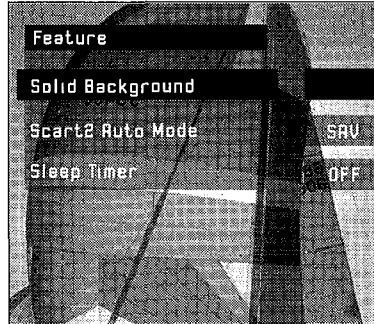 Feature
Solid Background
Scart2 Auto Mode SAV
Sleep Timer OFF